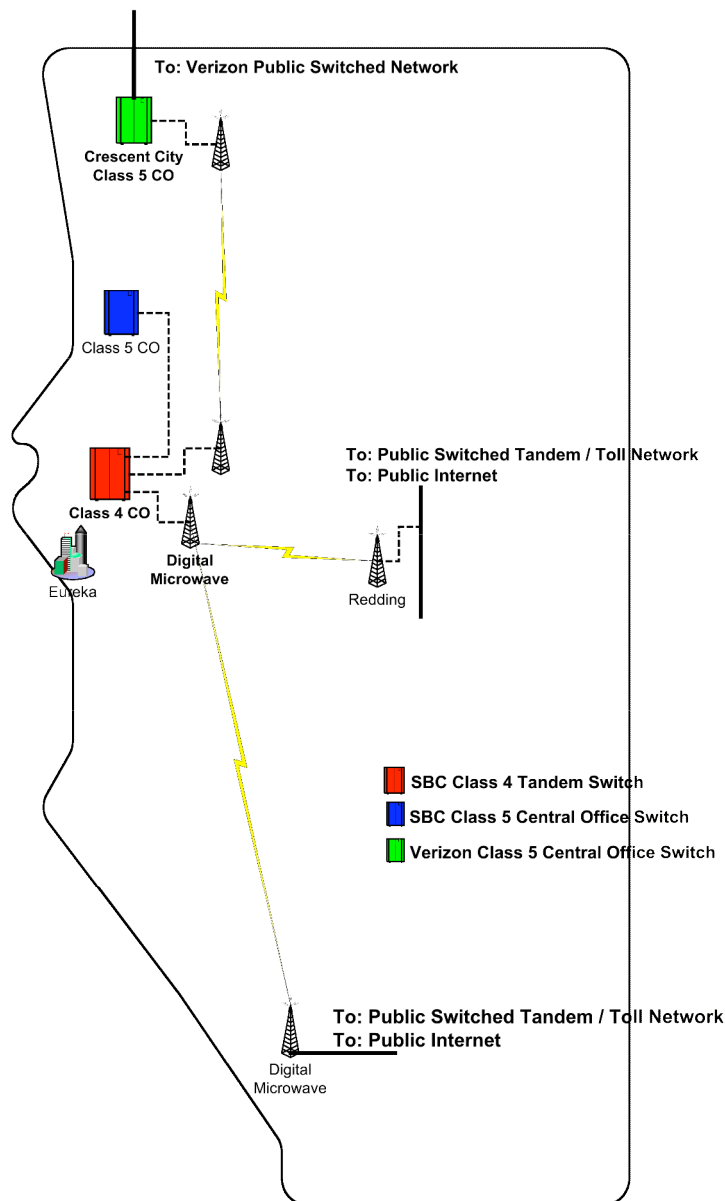 To: Verizon Public Switched Network
Crescent City
Class 5 CO
Class 5 CO
To: Public Switched Tandem / Toll Network
To: Public Internet
Class 4 CO
Digital
Microwave
Eureka
Redding
SBC Class 4 Tandem Switch
SBC Class 5 Central Office Switch
Verizon Class 5 Central Office Switch
To: Public Switched Tandem / Toll Network
To: Public Internet
Digital
Microwave